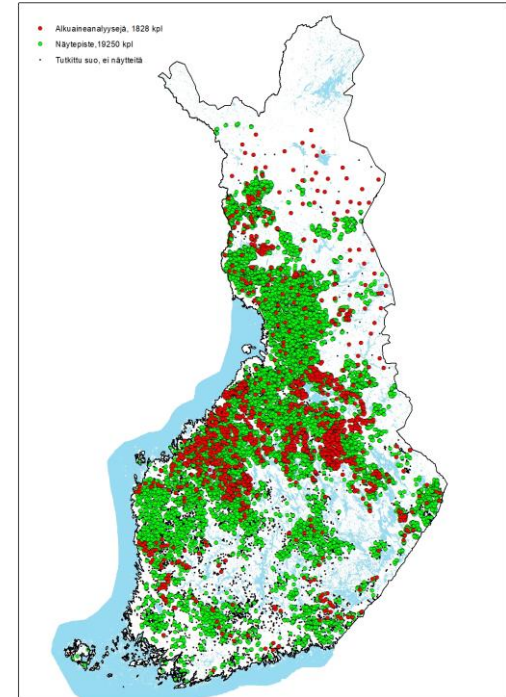 Alkuaineanalyysejä, 1828 kpl
Näytepiste,19250 kpl
Tutkittu suo, ei näytteitä